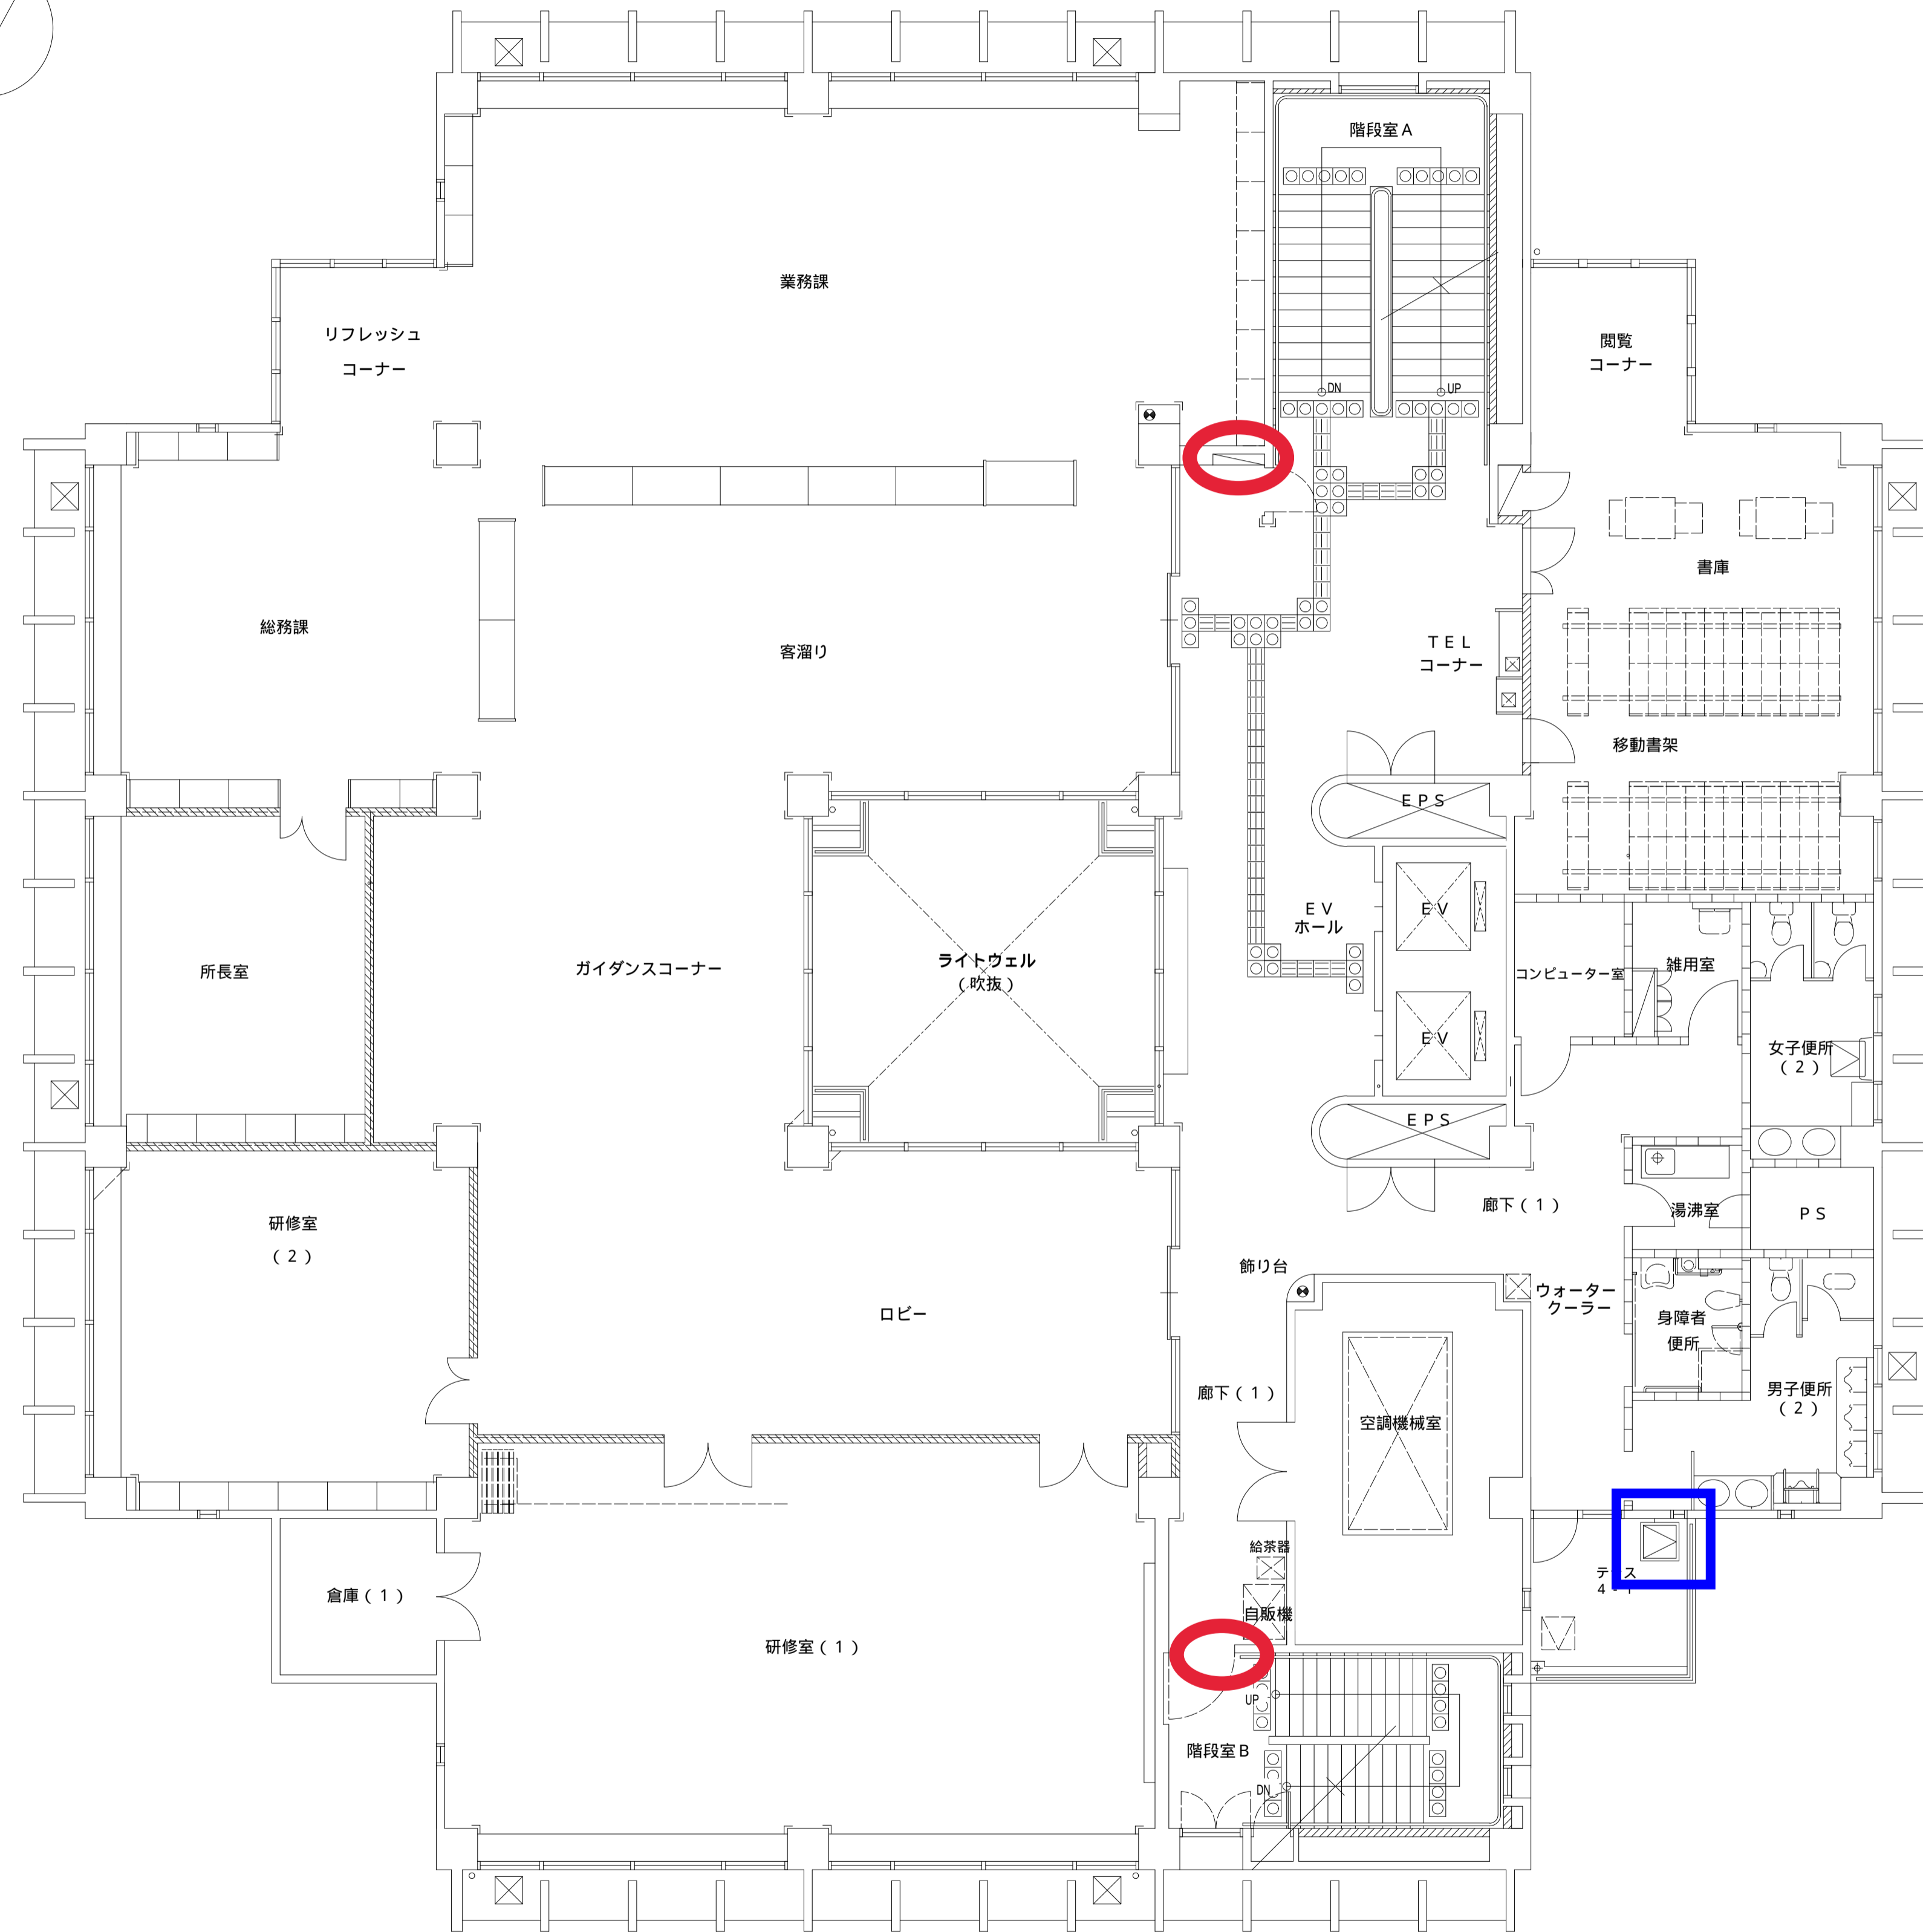 階段室A
業務課
リフレッシュ
コーナー
閲覧
コーナー
DN
UP
書庫
総務課
客溜り
TEL
コーナー
移動書架
EPS
EV
EV
ホール
ガイダンスコーナー
ライトウェル
(吹抜)
所長室
コンピューター室
雑用室
EV
女子便所
(2)
EPS
廊下(1)
湯沸室
PS
研修室
(2)
飾り台
ウォーター
クーラー
ロビー
身障者
便所
廊下(1)
男子便所
(2)
空調機械室
給茶器
倉庫(1)
自販機
研修室(1)
UP
階段室B
DN